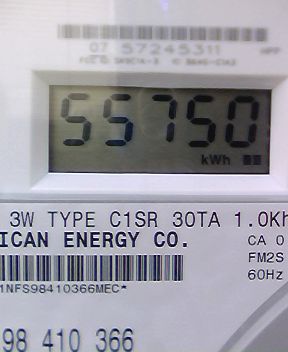 07 57245311
55750
kWh
3W TYPE C1SR 30TA 1.0Kh
ICAN ENERGY CO.
CA 0
FM2S
60Hz
1NFS98410366MEC*
98 410 366